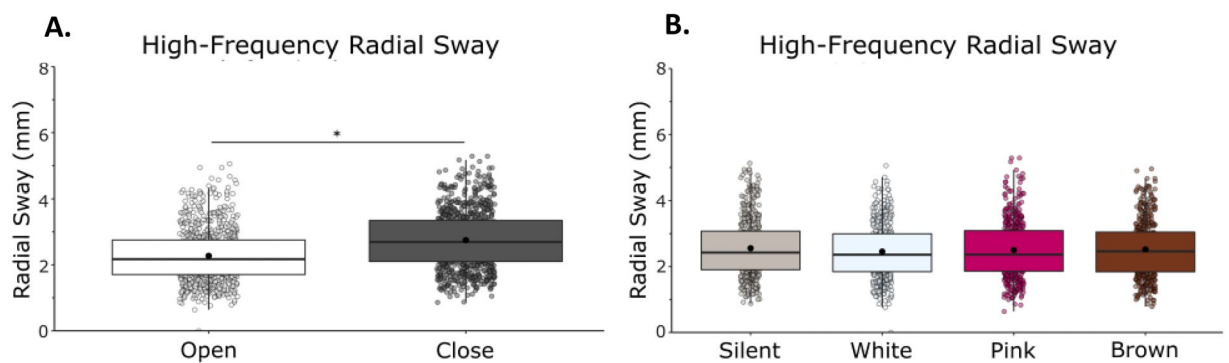 A.
High-Frequency Radial Sway
Radial Sway (mm)
8
6
4
2
0
*
Open
Close
B.
High-Frequency Radial Sway
Radial Sway (mm)
8
6
4
2
0
Silent
White
Pink
Brown